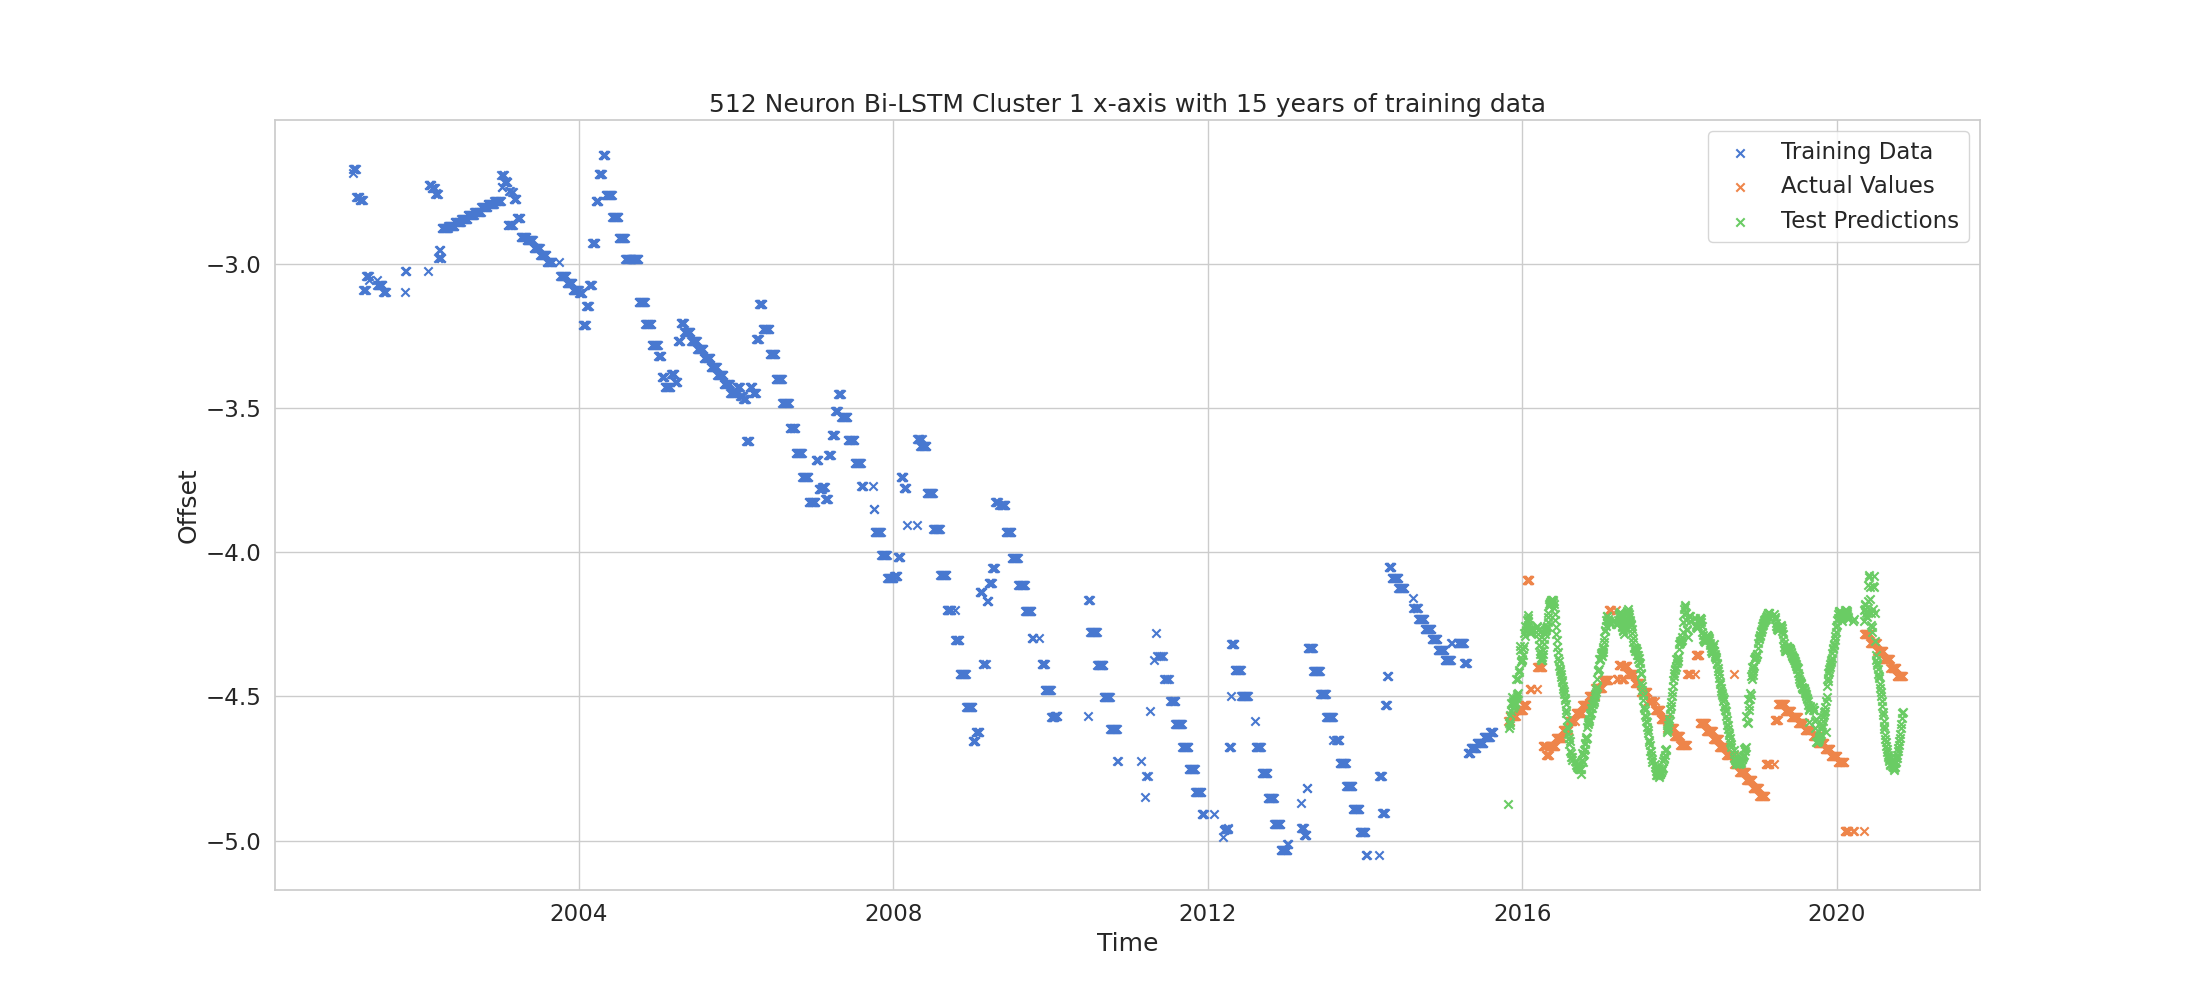 512 Neuron Bi-LSTM Cluster 1 x-axis with 15 years of training data
Training Data
Actual Values
Test Predictions
−3.0
−3.5
−4.0
−4.5
−5.0
Offset
2004 2008 2012 2016 2020
Time